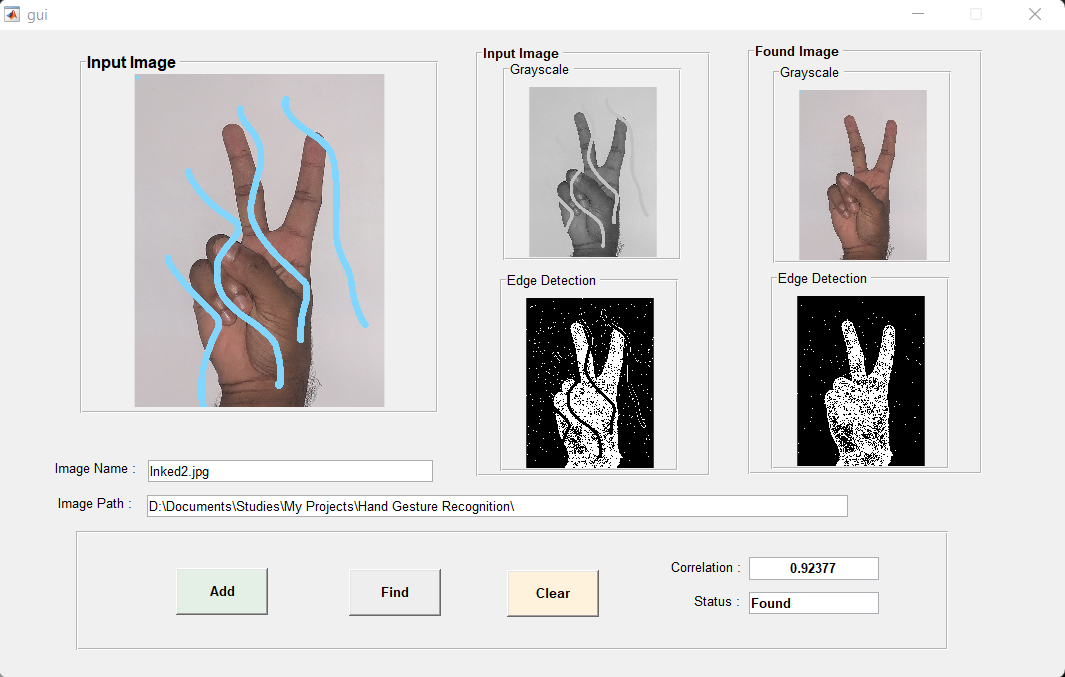 gui
Input Image
Input Image
Grayscale
Edge Detection
Found Image
Grayscale
Edge Detection
Image Name :
Inked2.jpg
Image Path :
D:\Documents\Studies\My Projects\Hand Gesture Recognition\
Add
Find
Clear
Correlation :
0.92377
Status :
Found